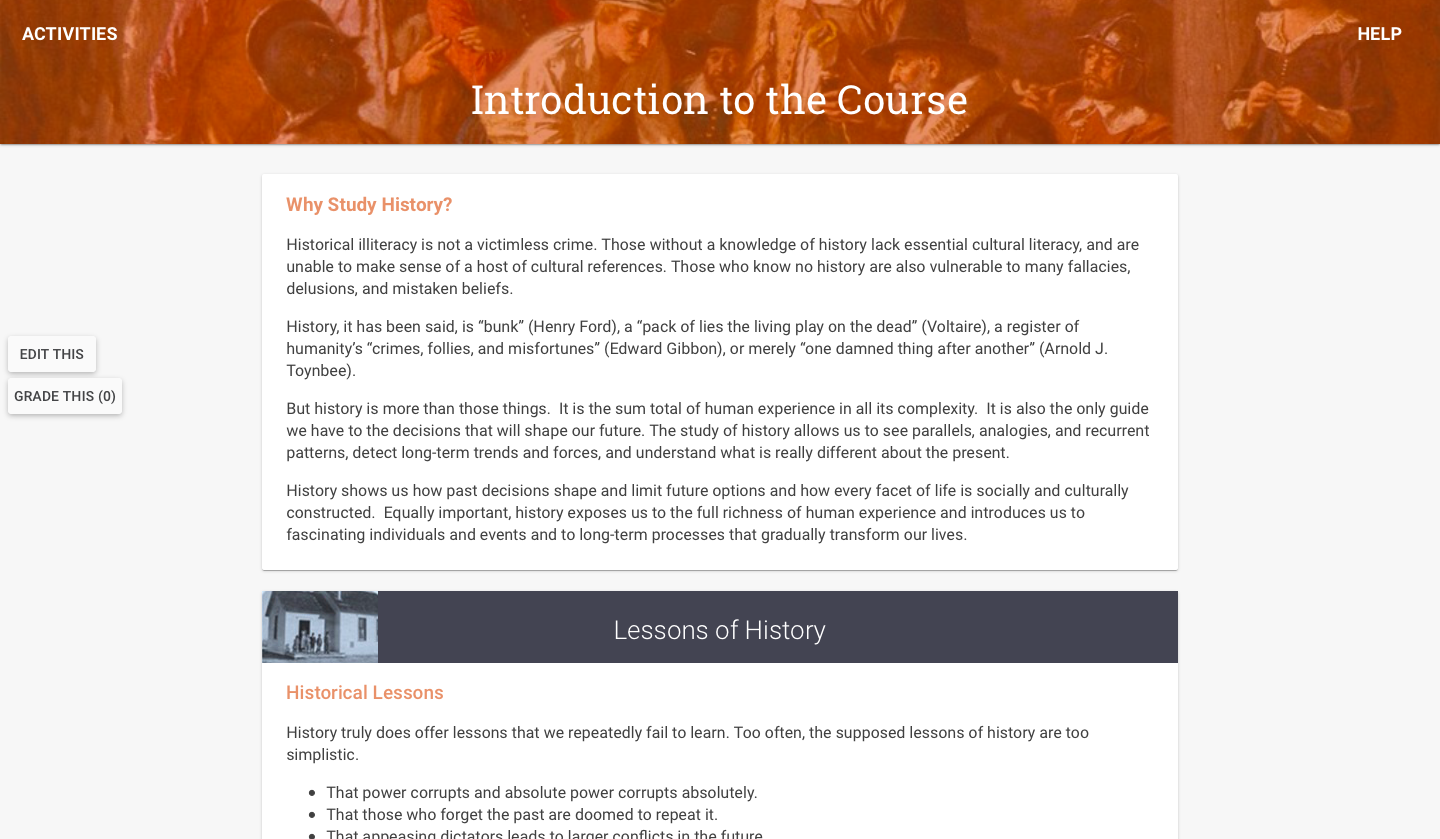 ACTIVITIES
HELP
Introduction to the Course
Why Study History?
Historical illiteracy is not a victimless crime. Those without a knowledge of history lack essential cultural literacy, and are
unable to make sense of a host of cultural references. Those who know no history are also vulnerable to many fallacies,
delusions, and mistaken beliefs.
History, it has been said, is “bunk” (Henry Ford), a “pack of lies the living play on the dead” (Voltaire), a register of
humanity’s “crimes, follies, and misfortunes” (Edward Gibbon), or merely “one damned thing after another” (Arnold J.
Toynbee).
EDIT THIS
GRADE THIS (0)
But history is more than those things.  It is the sum total of human experience in all its complexity.  It is also the only guide
we have to the decisions that will shape our future. The study of history allows us to see parallels, analogies, and recurrent
patterns, detect long-term trends and forces, and understand what is really different about the present.
History shows us how past decisions shape and limit future options and how every facet of life is socially and culturally
constructed.  Equally important, history exposes us to the full richness of human experience and introduces us to
fascinating individuals and events and to long-term processes that gradually transform our lives.
Lessons of History
Historical Lessons
History truly does offer lessons that we repeatedly fail to learn. Too often, the supposed lessons of history are too
simplistic.
• That power corrupts and absolute power corrupts absolutely.
• That those who forget the past are doomed to repeat it.
• That appeasing dictators leads to larger conflicts in the future.